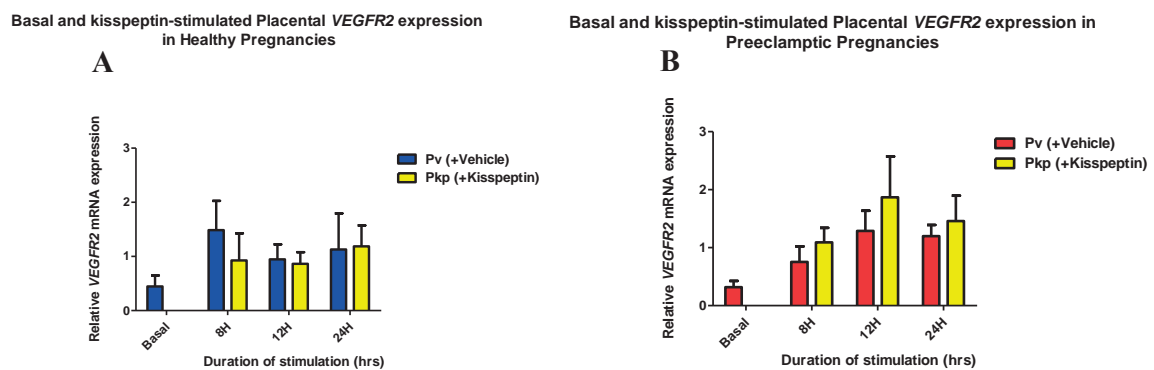 Basal and kisspeptin-stimulated Placental VEGFR2 expression
in Healthy Pregnancies
A
Relative VEGFR2 mRNA expression
3
2
1
0
Basal
8H
12H
24H
Duration of stimulation (hrs)
Pv (+Vehicle)
Pkp (+Kisspeptin)
Basal and kisspeptin-stimulated Placental VEGFR2 expression in
Preeclamptic Pregnancies
B
Relative VEGFR2 mRNA expression
3
2
1
0
Basal
8H
12H
24H
Duration of stimulation (hrs)
Pv (+Vehicle)
Pkp (+Kisspeptin)